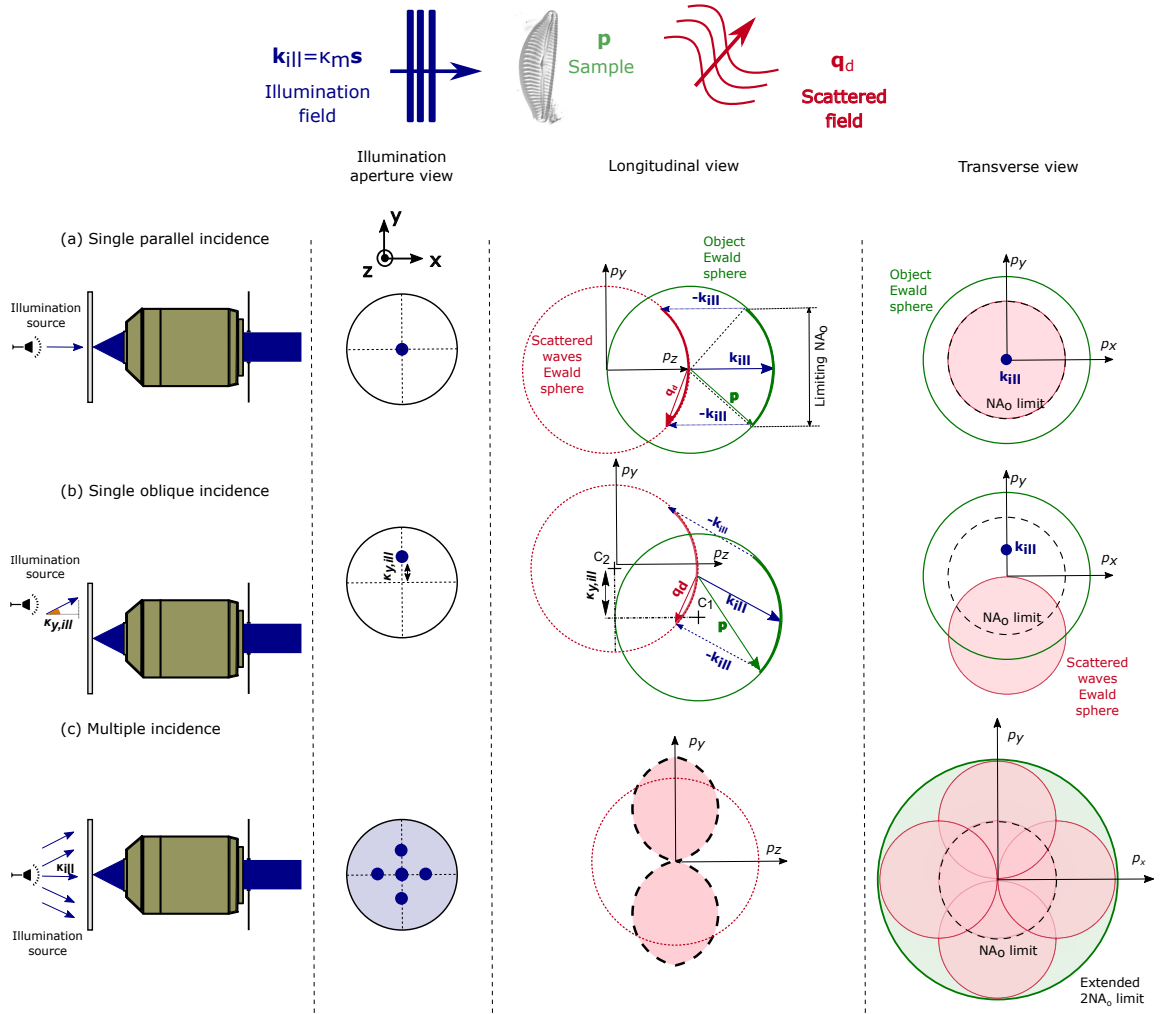 k_ill=κ_m s
Illumination
field
p
Sample
q_d
Scattered
field
Illumination
aperture view
Longitudinal view
Transverse view
(a) Single parallel incidence
y
z
x
Illumination
source
Object
Ewald
sphere
p_y
-k_ill
Scattered
waves
Ewald
sphere
p_z
k_ill
q_d
p
-k_ill
Limiting NA_o
Object
Ewald
sphere
p_y
p_x
k_ill
NA_o limit
(b) Single oblique incidence
Illumination
source
κ_y,ill
κ_y,ill
p_y
-k_ill
p_z
C_2
κ_y,ill
q_d
C_1
k_ill
p
-k_ill
p_y
k_ill
p_x
NA_o limit
Scattered
waves
Ewald
sphere
(c) Multiple incidence
κ_ill
Illumination
source
p_y
p_z
p_y
p_x
NA_o limit
Extended
2NA_o limit